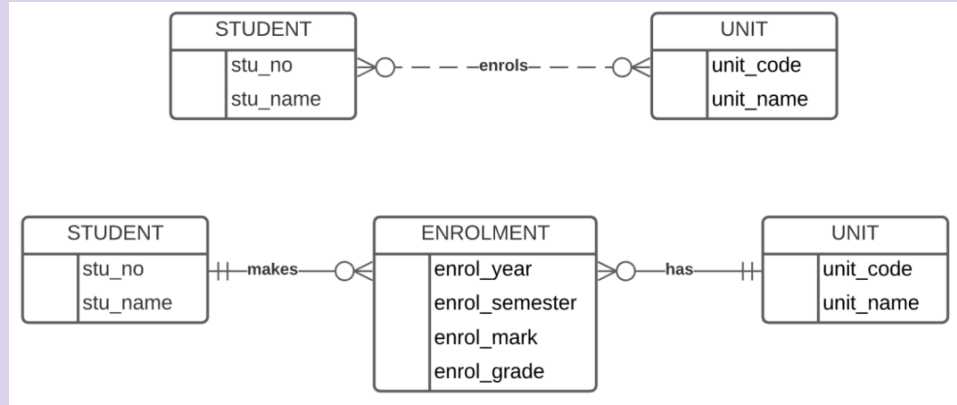 STUDENT
stu_no
stu_name
enrols
UNIT
unit_code
unit_name
STUDENT
stu_no
stu_name
makes
ENROLMENT
enrol_year
enrol_semester
enrol_mark
enrol_grade
has
UNIT
unit_code
unit_name